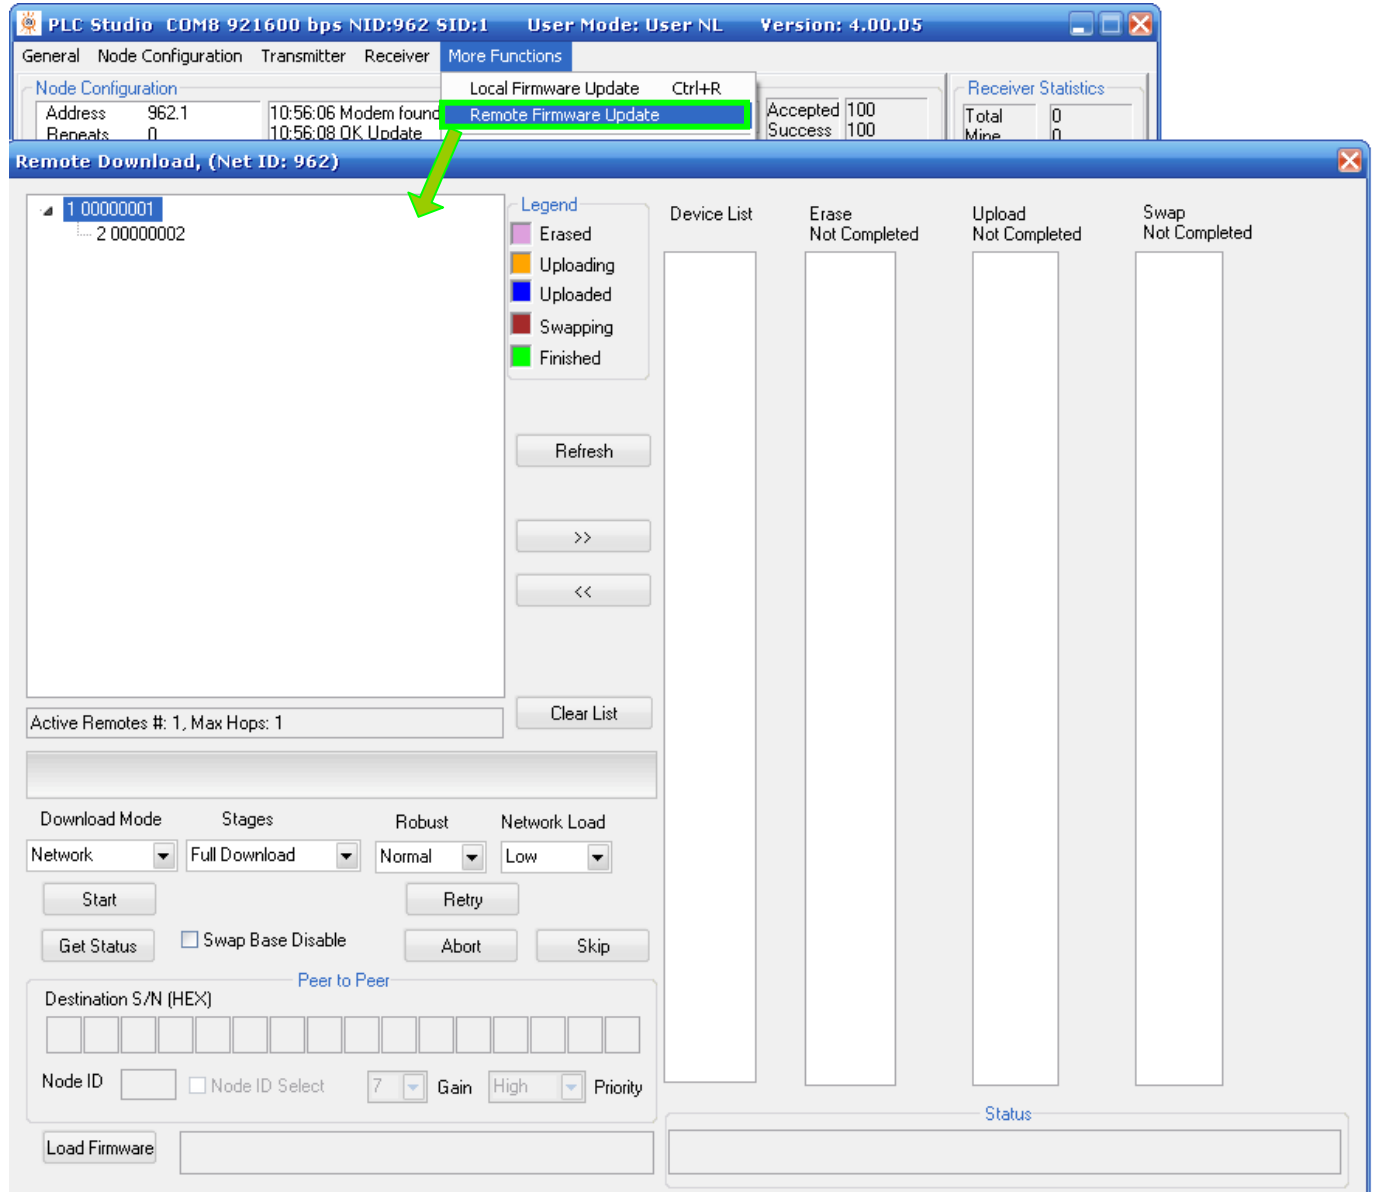 PLC Studio COM8 921600 bps NID:962 SID:1 User Mode: User NL Version: 4.00.05
General Node Configuration Transmitter Receiver More Functions
Local Firmware Update Ctrl+R
Remote Firmware Update
Node Configuration
Address 962.1
Repeats 0
10:56:06 Modem found
10:56:08 OK Update
Accepted 100
Success 100
Receiver Statistics
Total 0
Mine 0
Remote Download, (Net ID: 962)
1 00000001
2 00000002
Legend
Erased
Uploading
Uploaded
Swapping
Finished
Refresh
>>
<<
Clear List
Device List
Erase
Not Completed
Upload
Not Completed
Swap
Not Completed
Active Remotes #: 1, Max Hops: 1
Download Mode Stages Robust Network Load
Network Full Download Normal Low
Start Retry
Get Status Swap Base Disable Abort Skip
Peer to Peer
Destination S/N (HEX)
Node ID Node ID Select 7 Gain High Priority
Load Firmware
Status